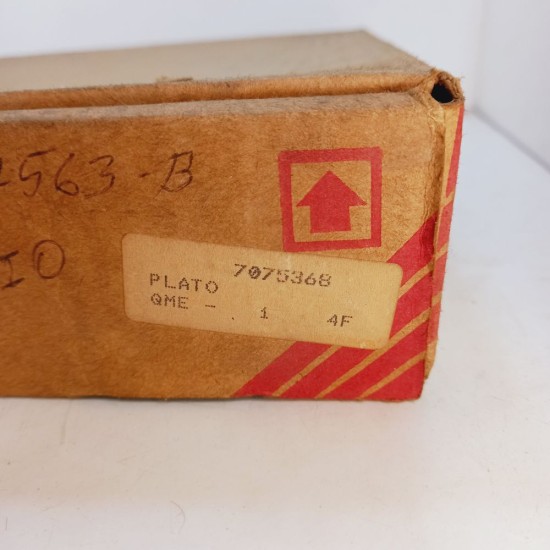 2563-B
IO
7075368
PLATO
QME - . 1 4F